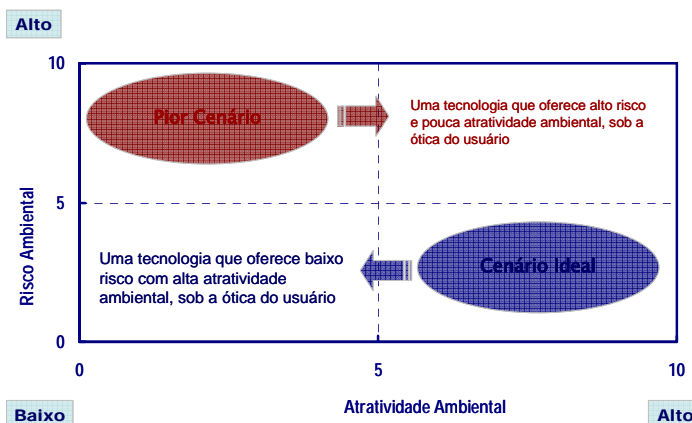 Alto
10
Pior Cenário
Uma tecnologia que oferece alto risco
e pouca atratividade ambiental, sob a
ótica do usuário
Risco Ambiental
5
Uma tecnologia que oferece baixo
risco com alta atratividade
ambiental, sob a ótica do usuário
Cenário Ideal
0
0
5
10
Baixo
Atratividade Ambiental
Alto